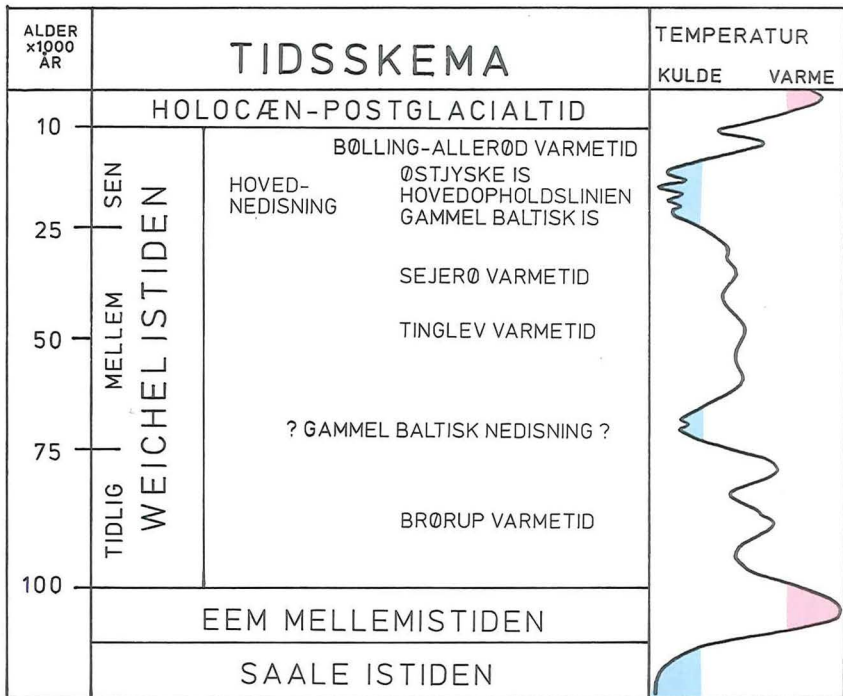 ALDER
x1000
ÅR
TIDSSKEMA
TEMPERATUR
KULDE VARME
HOLOCÆN-POSTGLACIALTID
10
BØLLING-ALLERØD VARMETID
SEN
HOVED-
NEDISNING
ØSTJYSKE IS
HOVEDOPHOLDSLINIEN
GAMMEL BALTISK IS
25
WEICHEL ISTIDEN
SEJERØ VARMETID
MELLEM
50
TINGLEV VARMETID
? GAMMEL BALTISK NEDISNING ?
75
TIDLIG
BRØRUP VARMETID
100
EEM MELLEMISTIDEN
SAALE ISTIDEN